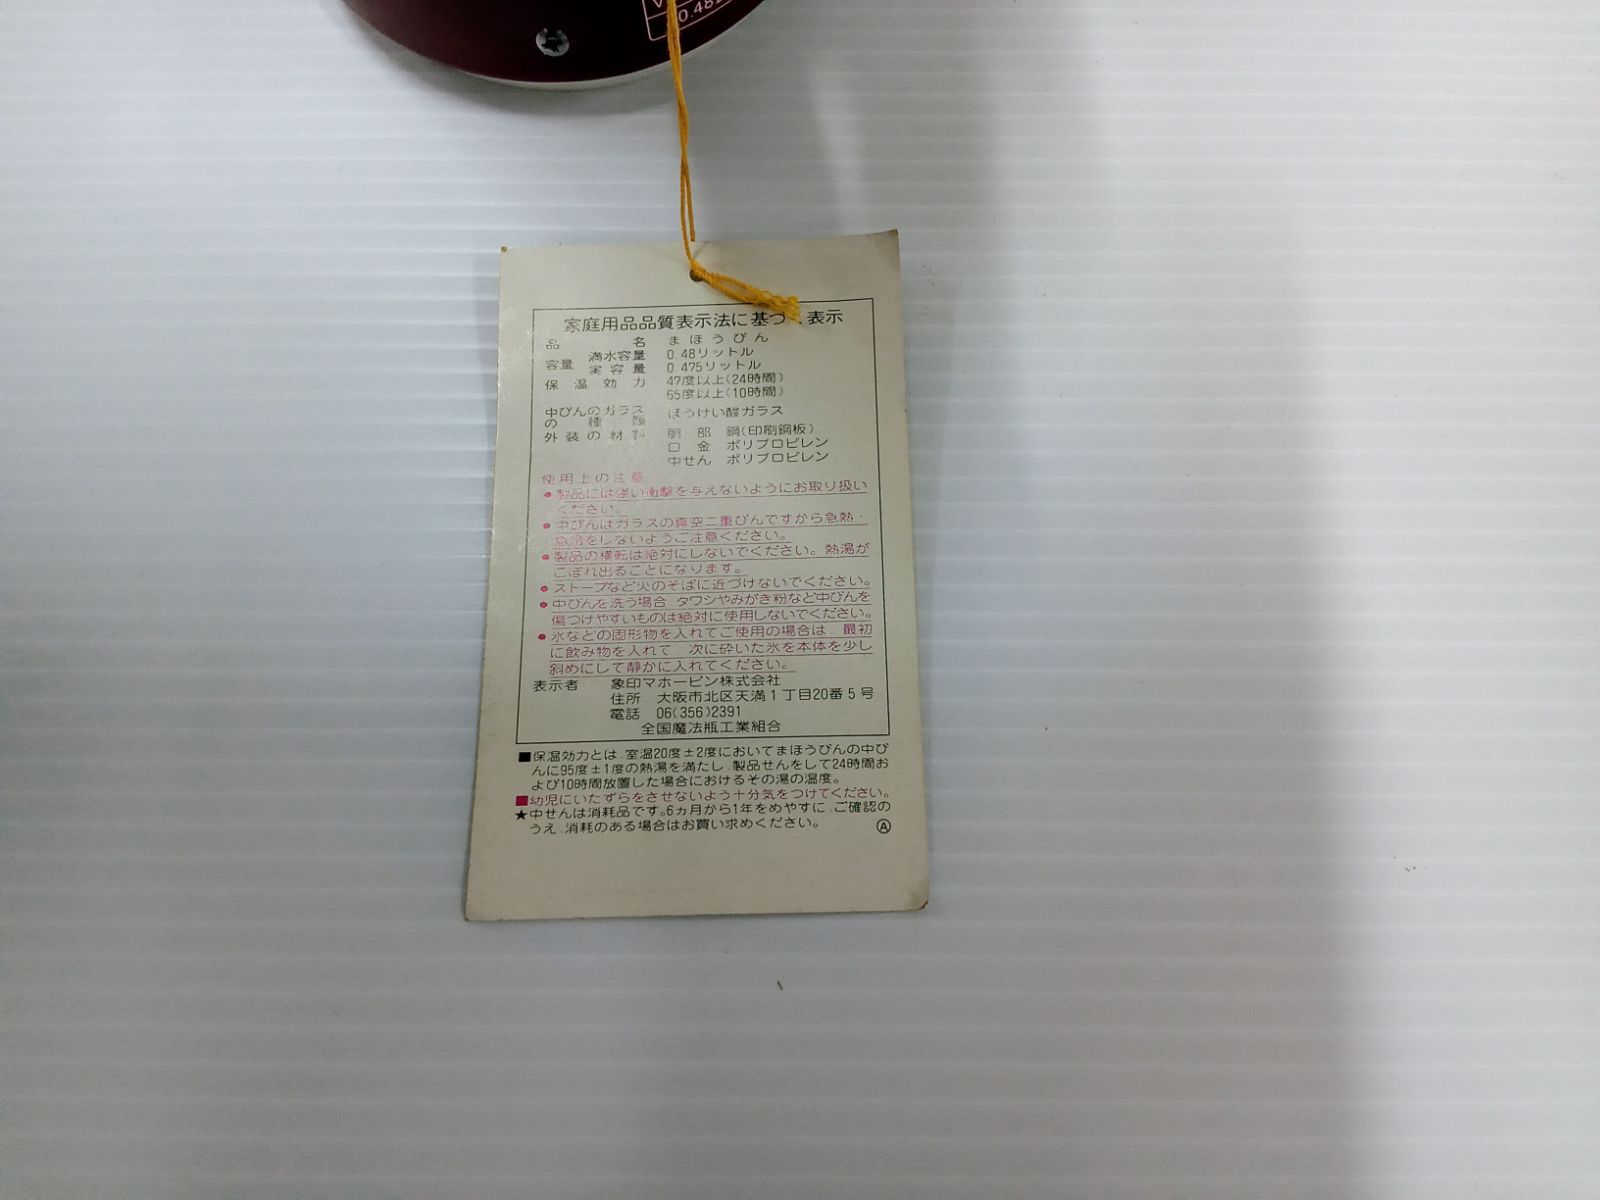 0.48
家庭用品品質表示法に基づ 表示
品名 まほうびん
容量 満水容量 0.48リットル
実容量 0.475リットル
保温効力 47度以上(24時間)
65度以上(10時間)
中びんのガラスの種類 ほうけい酸ガラス
外装の材料 胴部 鋼(印刷鋼板)
口金 ポリプロピレン
中せん ポリプロピレン
使用上の注意
●製品には強い衝撃を与えないようにお取り扱い
ください。
●中びんはガラスの真空二重びんですから急熱・
急冷をしないようご注意ください。
●製品の横転は絶対にしないでください。熱湯が
こぼれ出ることになります。
●ストーブなど火のそばに近づけないでください。
●中びんを洗う場合、タワシやみがき粉など中びんを
傷つけやすいものは絶対に使用しないでください。
●氷などの固形物を入れてご使用の場合は、最初
に飲み物を入れて、次に砕いた氷を本体を少し
斜めにして静かに入れてください。
表示者 象印マホービン株式会社
住所 大阪市北区天満1丁目20番5号
電話 06(356)2391
全国魔法瓶工業組合
■保温効力とは、室温20度±2度においてまほうびんの中び
んに95度±1度の熱湯を満たし、製品せんをして24時間お
よび10時間放置した場合におけるその湯の温度。
■幼児にいたずらをさせないよう十分気をつけてください。
★中せんは消耗品です。6ヵ月から1年をめやすに、ご確認の
うえ、消耗のある場合はお買い求めください。 Ⓐ